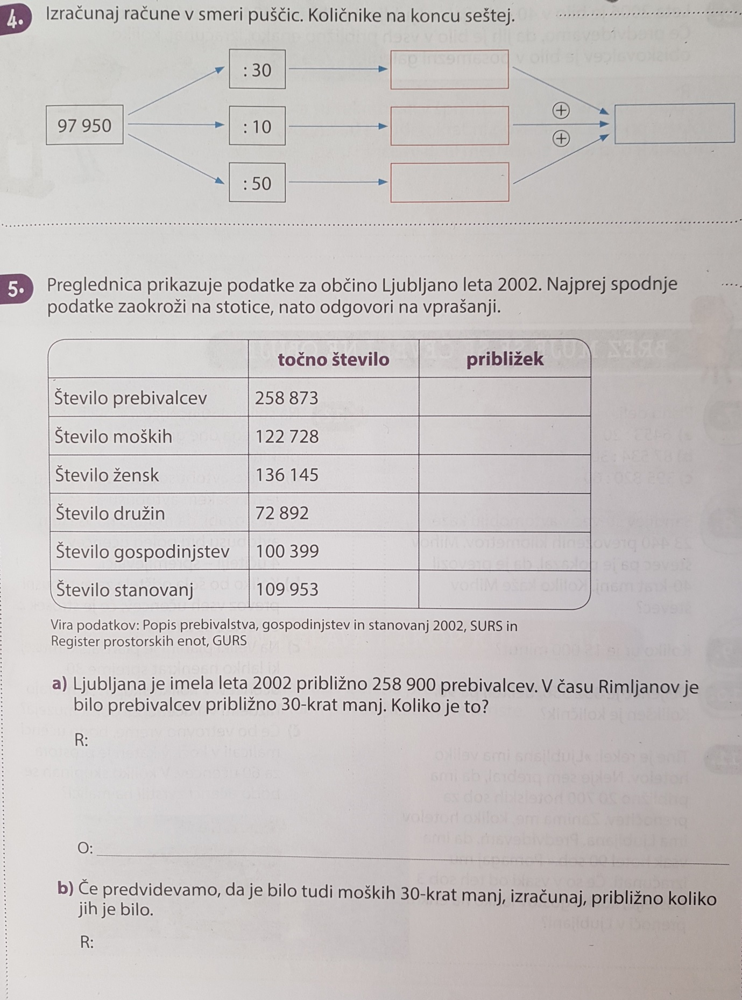 4. Izračunaj račune v smeri puščic. Količnike na koncu seštej.
: 30
97 950
: 10
+
+
: 50
5. Preglednica prikazuje podatke za občino Ljubljano leta 2002. Najprej spodnje
podatke zaokroži na stotice, nato odgovori na vprašanji.
točno število približek
Število prebivalcev 258 873
Število moških 122 728
Število žensk 136 145
Število družin 72 892
Število gospodinjstev 100 399
Število stanovanj 109 953
Vira podatkov: Popis prebivalstva, gospodinjstev in stanovanj 2002, SURS in
Register prostorskih enot, GURS
a) Ljubljana je imela leta 2002 približno 258 900 prebivalcev. V času Rimljanov je
bilo prebivalcev približno 30-krat manj. Koliko je to?
R:
O:
b) Če predvidevamo, da je bilo tudi moških 30-krat manj, izračunaj, približno koliko
jih je bilo.
R: